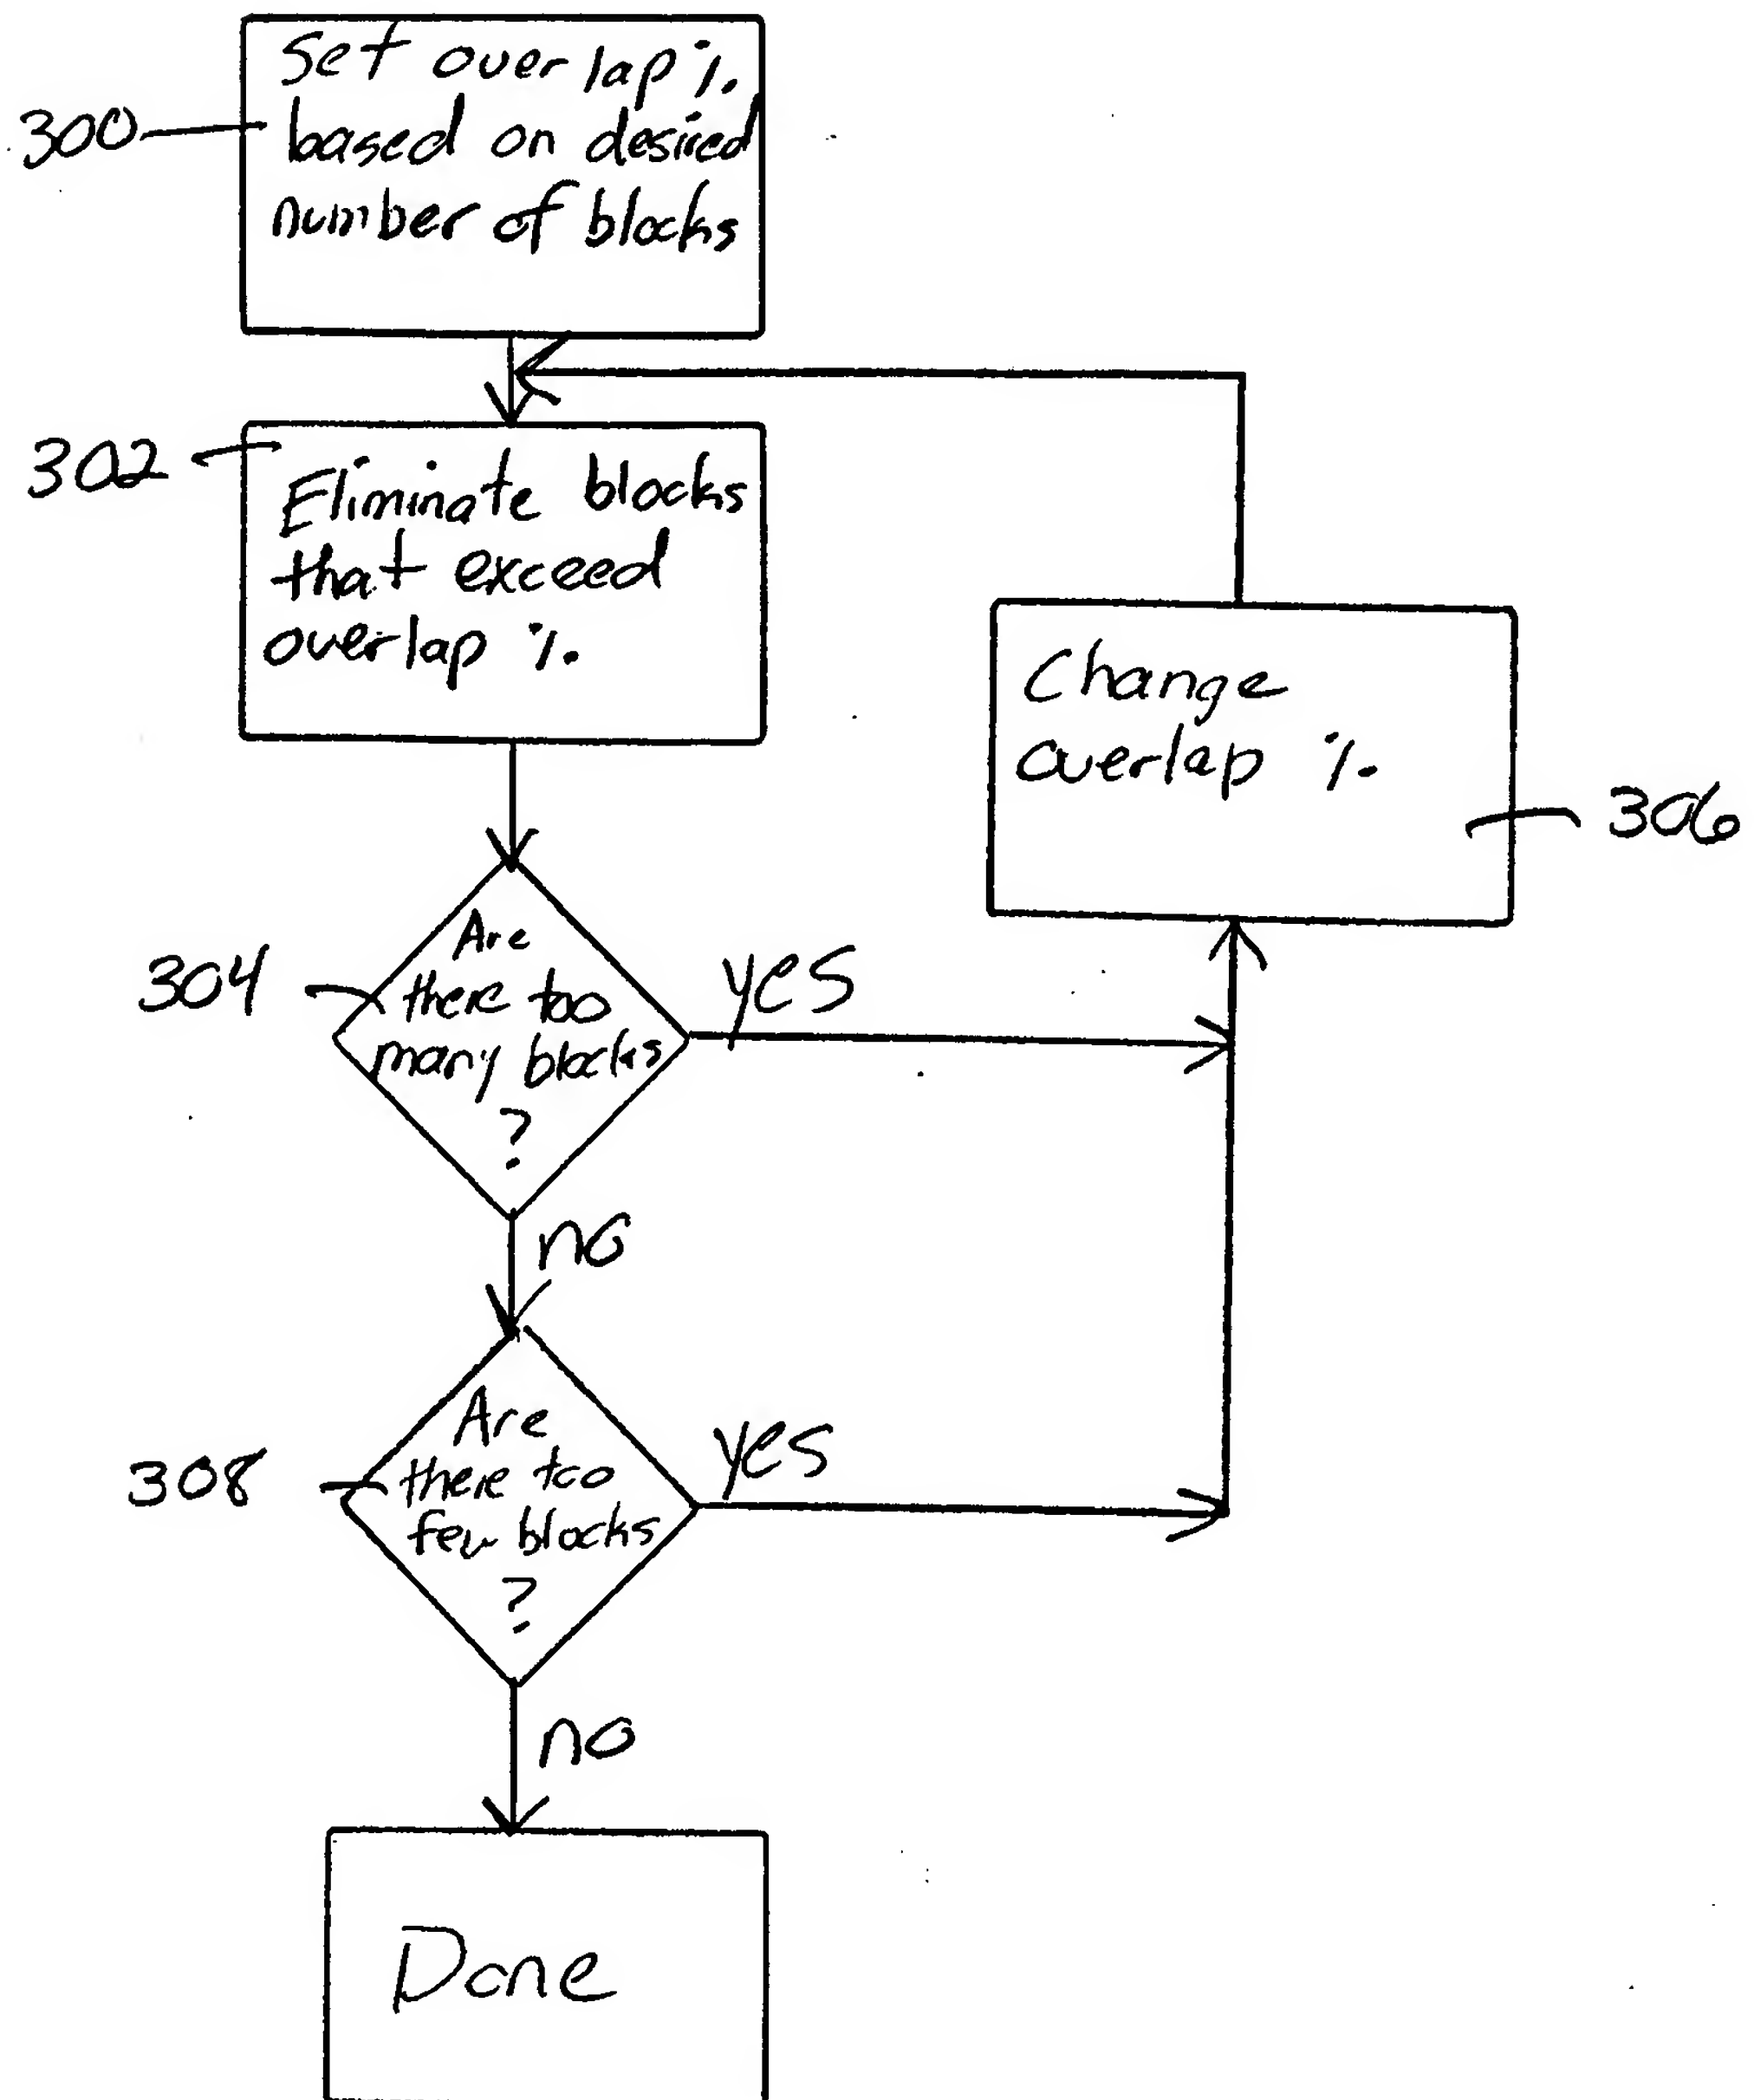 Set overlap %
300
based on desired
number of blocks
302
Eliminate blocks
that exceed
overlap %
Change
overlap %
306
Are
there too
many blocks
?
304
yes
no
Are
there too
few blocks
?
308
yes
no
Done